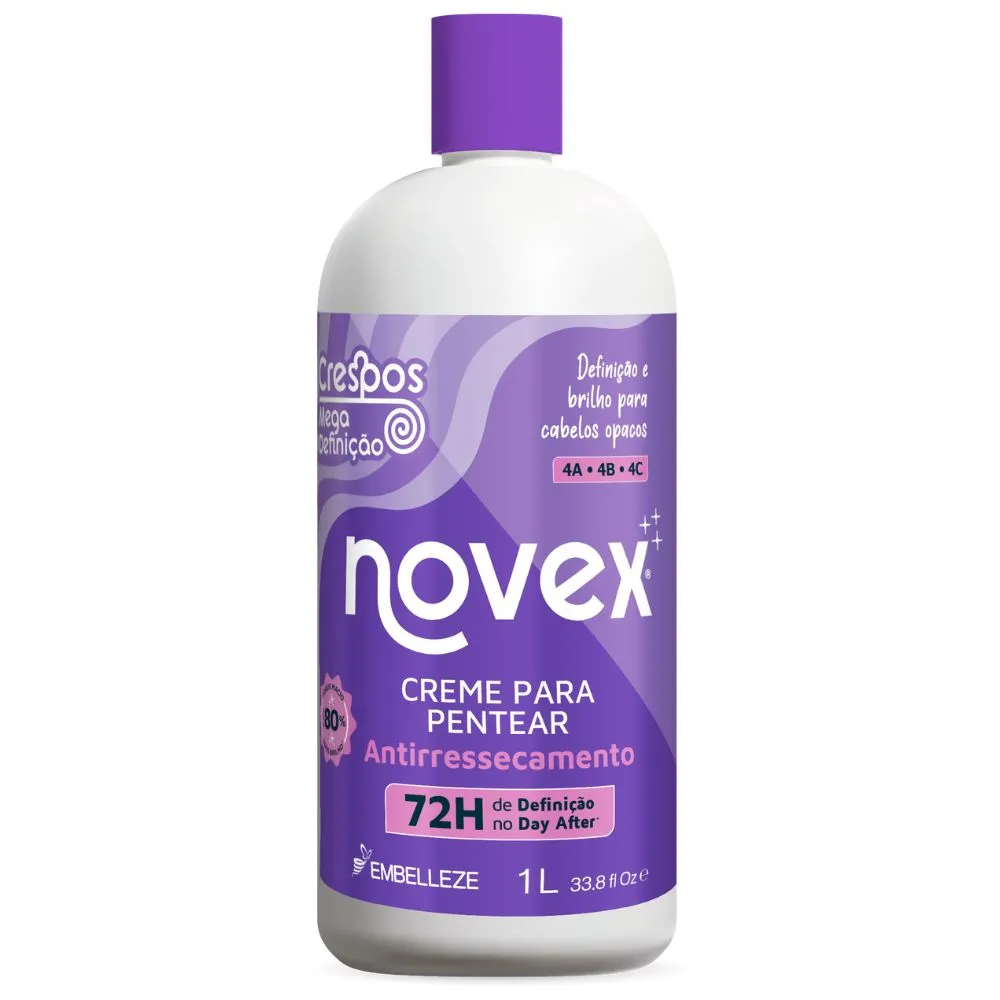 Crespos
Mega
Definição
Definição e
brilho para
cabelos opacos
4A • 4B • 4C
novex®
CREME PARA
PENTEAR
Antirressecamento
80%
72H de Definição
no Day After*
EMBELLEZE
1L 33.8 fl Oz e